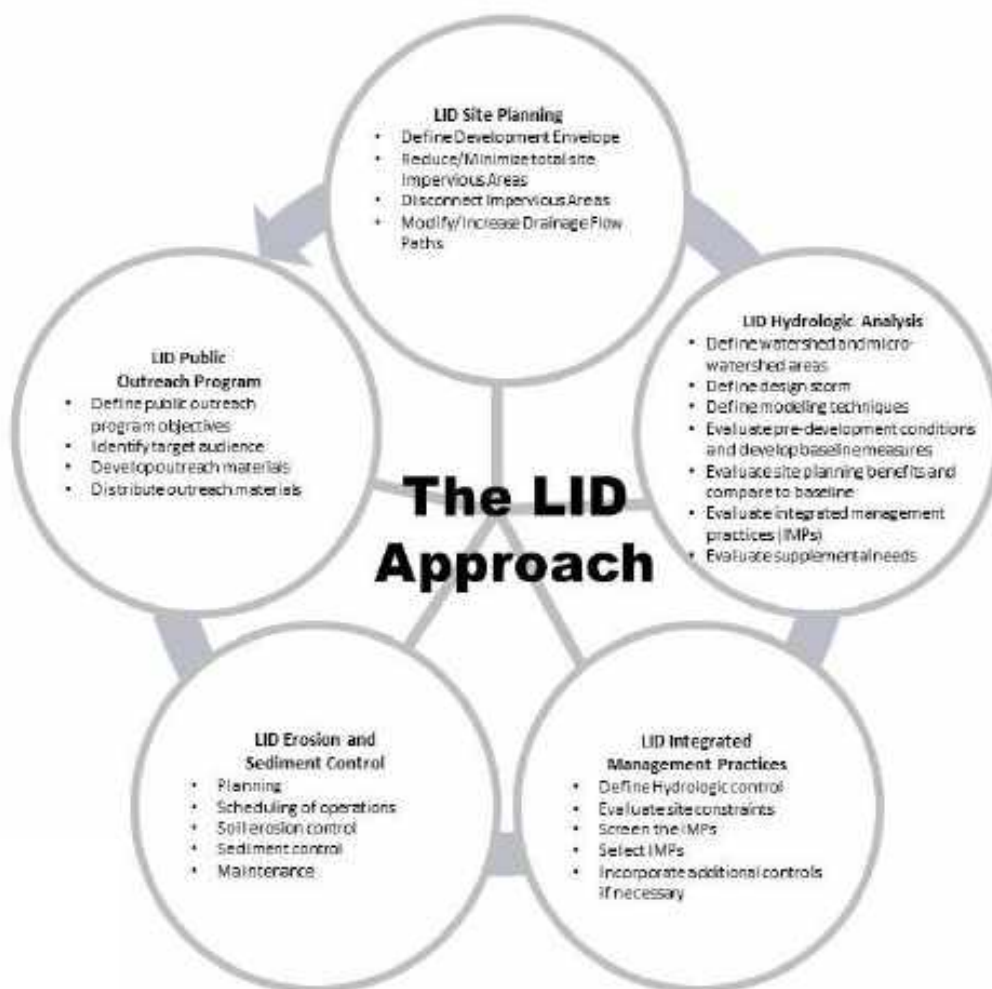 LID Site Planning
• Define Development Envelope
• Reduce/Minimize total site
Impervious Areas
• Disconnect Impervious Areas
• Modify/Increase Drainage Flow
Paths
LID Hydrologic Analysis
• Define watershed and micro-
watershed areas
• Define design storm
• Define modeling techniques
• Evaluate pre-development conditions
and develop baseline measures
• Evaluate site planning benefits and
compare to baseline
• Evaluate integrated management
practices (IMPs)
• Evaluate supplemental needs
LID Integrated
Management Practices
• Define Hydrologic control
• Evaluate site constraints
• Screen the IMPs
• Select IMPs
• Incorporate additional controls
if necessary
LID Erosion and
Sediment Control
• Planning
• Scheduling of operations
• Soil erosion control
• Sediment control
• Maintenance
LID Public
Outreach Program
• Define public outreach
program objectives
• Identify target audience
• Develop outreach materials
• Distribute outreach materials
The LID
Approach